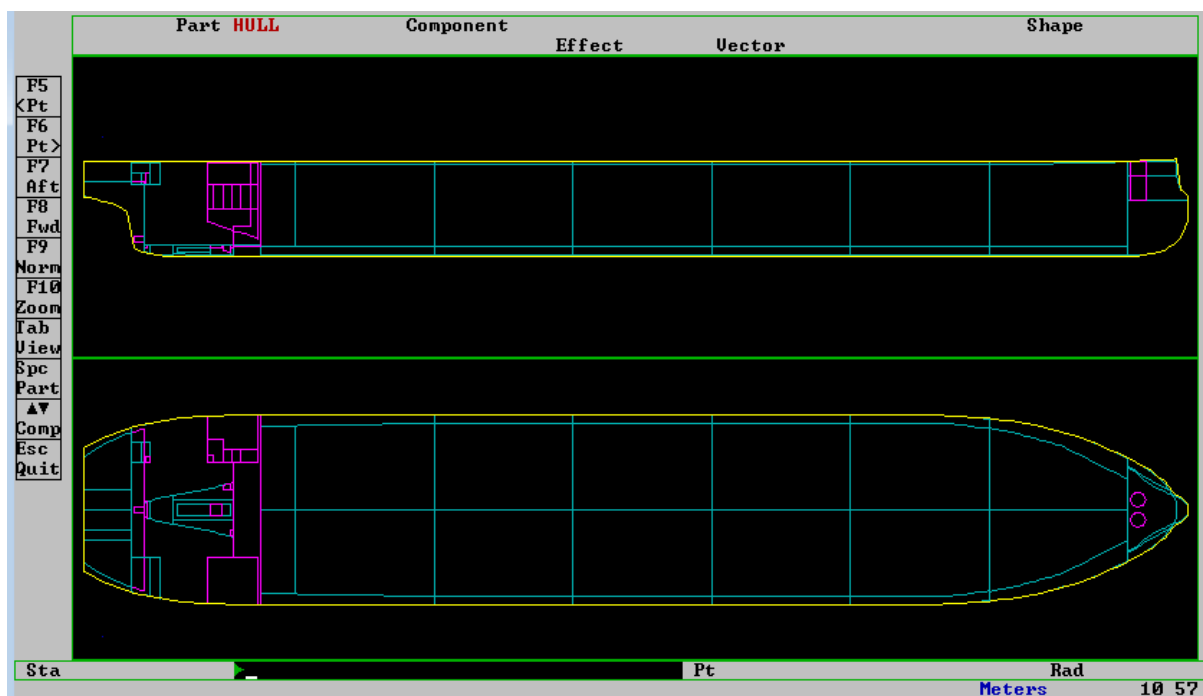 Part HULL Component Shape
Effect Vector
F5
<Pt
F6
Pt>
F7
Aft
F8
Fwd
F9
Norm
F10
Zoom
Tab
View
Spc
Part
▲▼
Comp
Esc
Quit
Sta Pt Rad
Meters 10 57